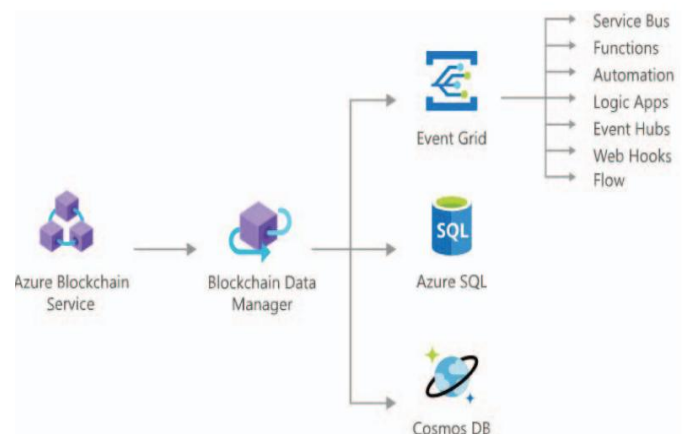 Service Bus
Functions
Automation
Logic Apps
Event Hubs
Web Hooks
Flow
Event Grid
SQL
Azure SQL
Azure Blockchain
Service
Blockchain Data
Manager
Cosmos DB